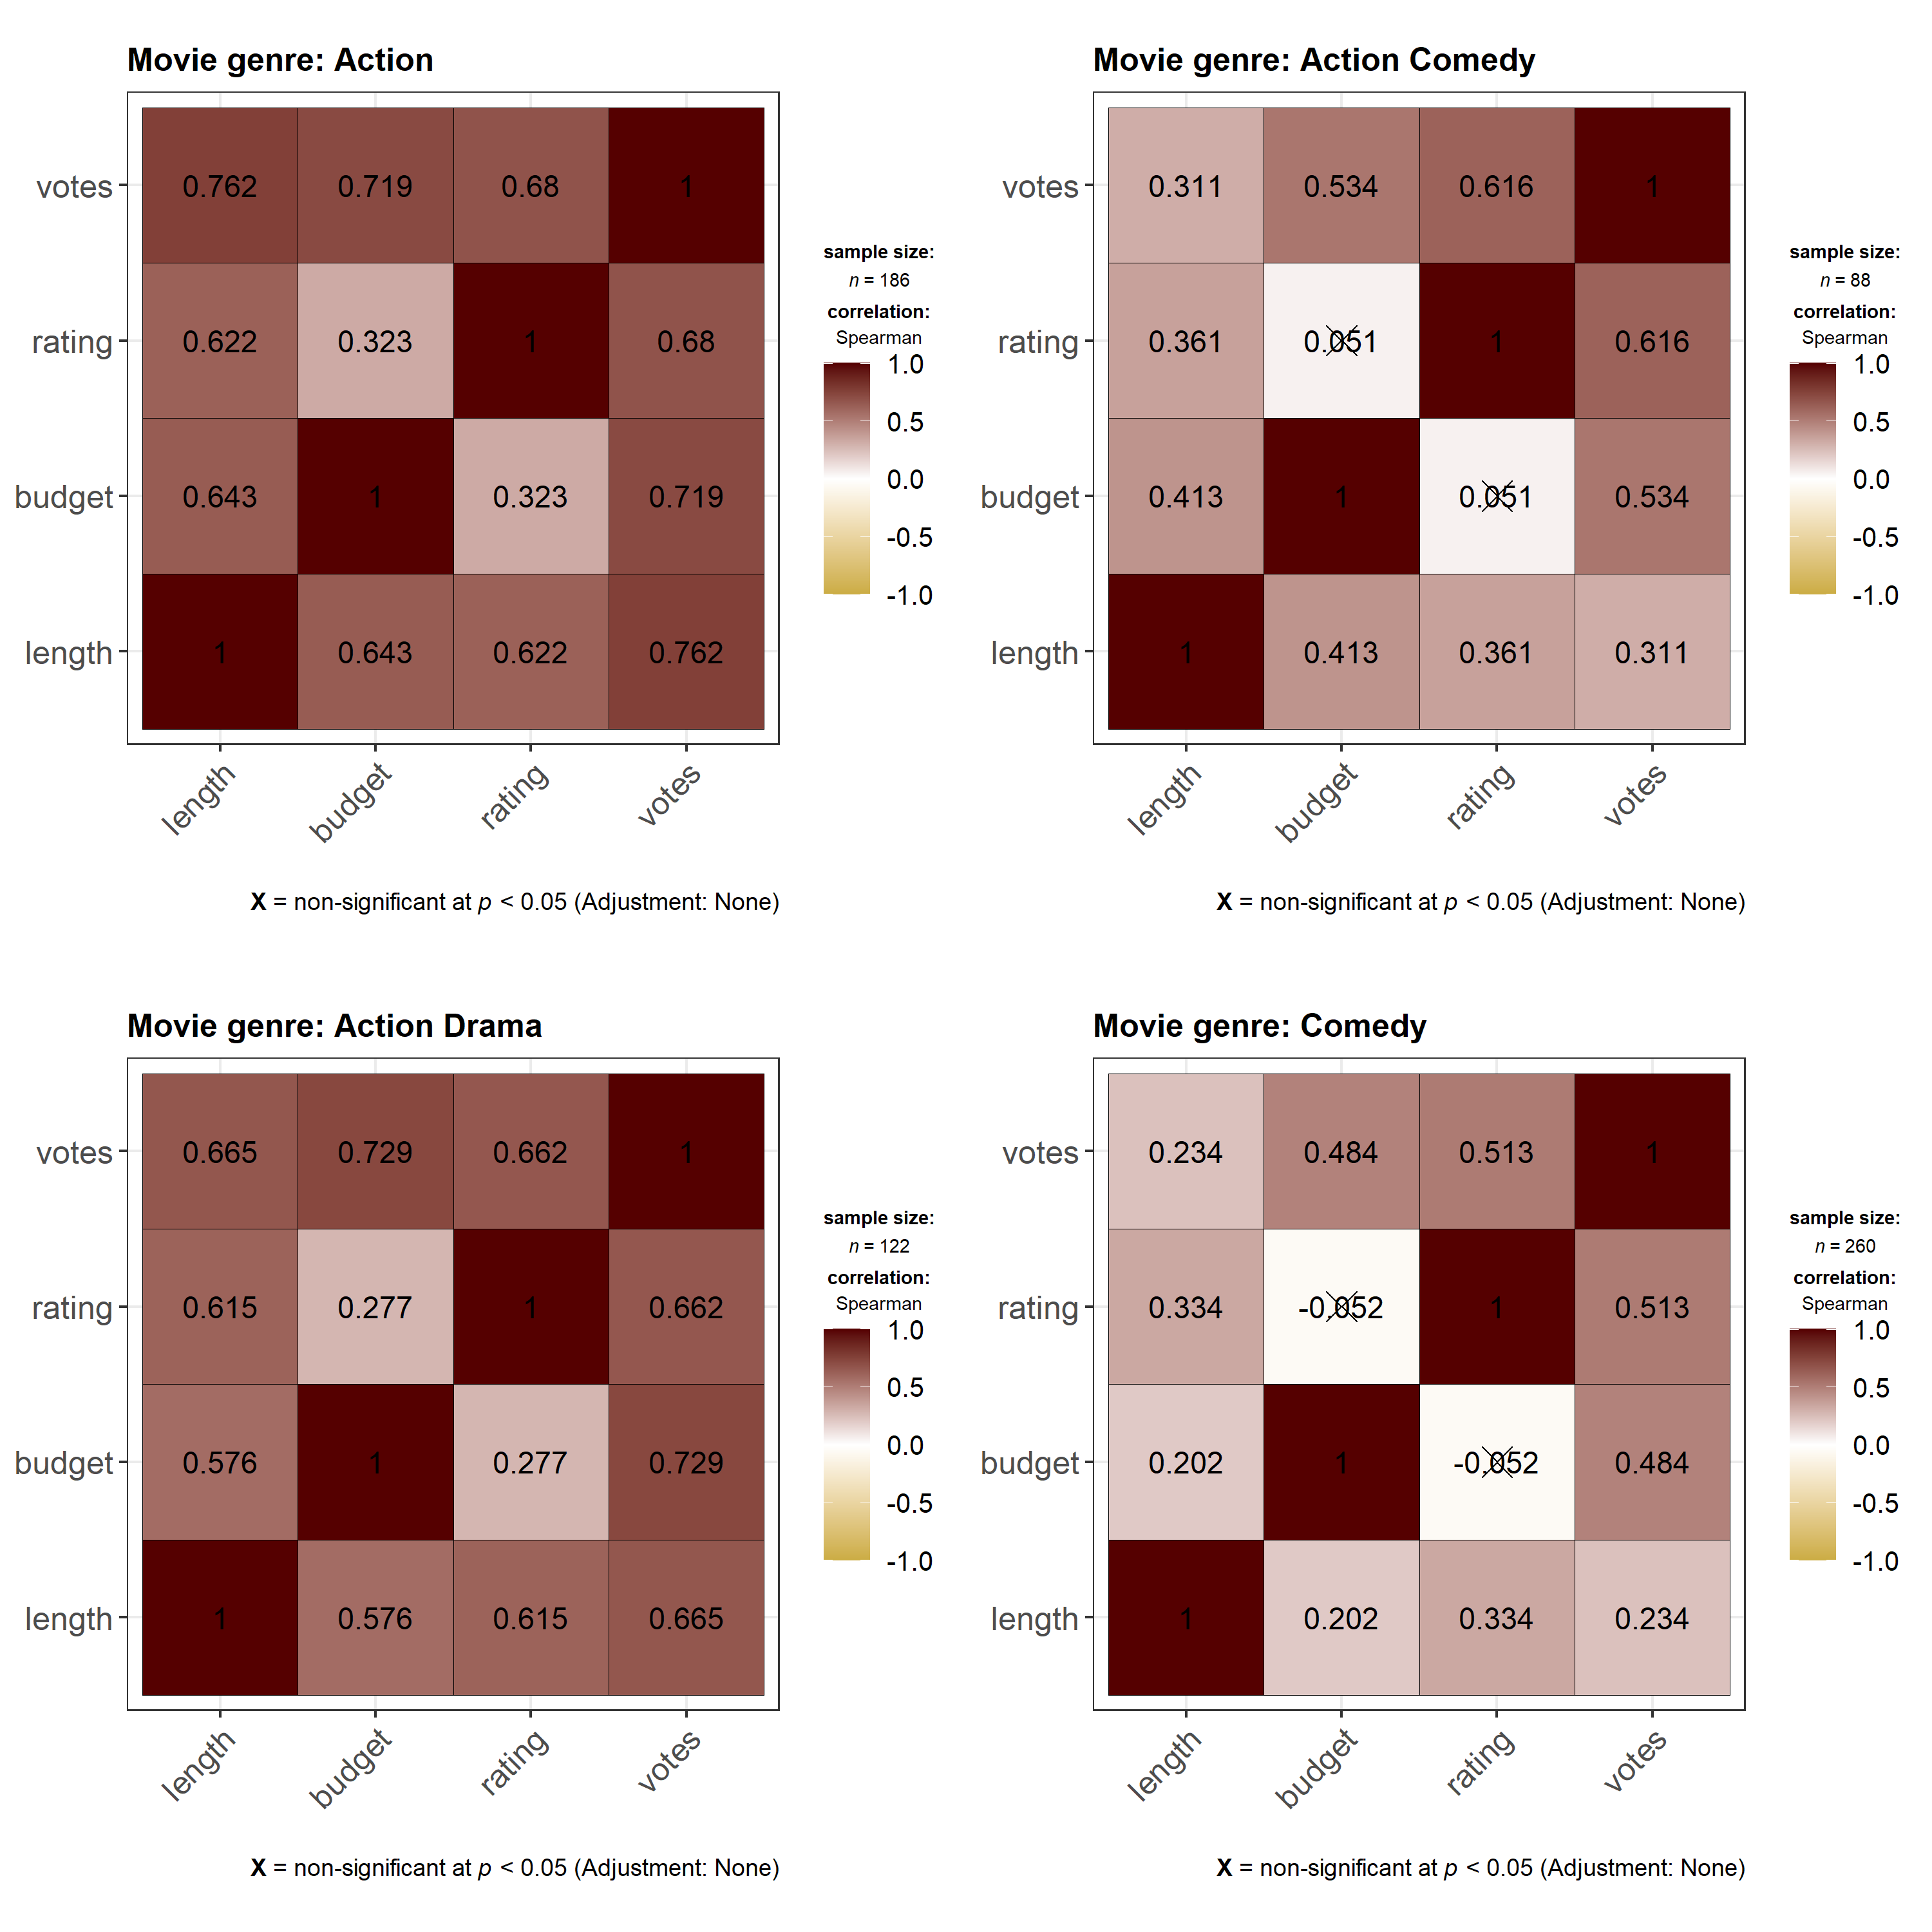 Movie genre: Action
votes 0.762 0.719 0.68 1
rating 0.622 0.323 1 0.68
budget 0.643 1 0.323 0.719
length 1 0.643 0.622 0.762
length budget rating votes
sample size:
n = 186
correlation:
Spearman
1.0
0.5
0.0
-0.5
-1.0
X = non-significant at p < 0.05 (Adjustment: None)
Movie genre: Action Comedy
votes 0.311 0.534 0.616 1
rating 0.361 0.051 1 0.616
budget 0.413 1 0.051 0.534
length 1 0.413 0.361 0.311
length budget rating votes
sample size:
n = 88
correlation:
Spearman
1.0
0.5
0.0
-0.5
-1.0
X = non-significant at p < 0.05 (Adjustment: None)
Movie genre: Action Drama
votes 0.665 0.729 0.662 1
rating 0.615 0.277 1 0.662
budget 0.576 1 0.277 0.729
length 1 0.576 0.615 0.665
length budget rating votes
sample size:
n = 122
correlation:
Spearman
1.0
0.5
0.0
-0.5
-1.0
X = non-significant at p < 0.05 (Adjustment: None)
Movie genre: Comedy
votes 0.234 0.484 0.513 1
rating 0.334 -0.052 1 0.513
budget 0.202 1 -0.052 0.484
length 1 0.202 0.334 0.234
length budget rating votes
sample size:
n = 260
correlation:
Spearman
1.0
0.5
0.0
-0.5
-1.0
X = non-significant at p < 0.05 (Adjustment: None)